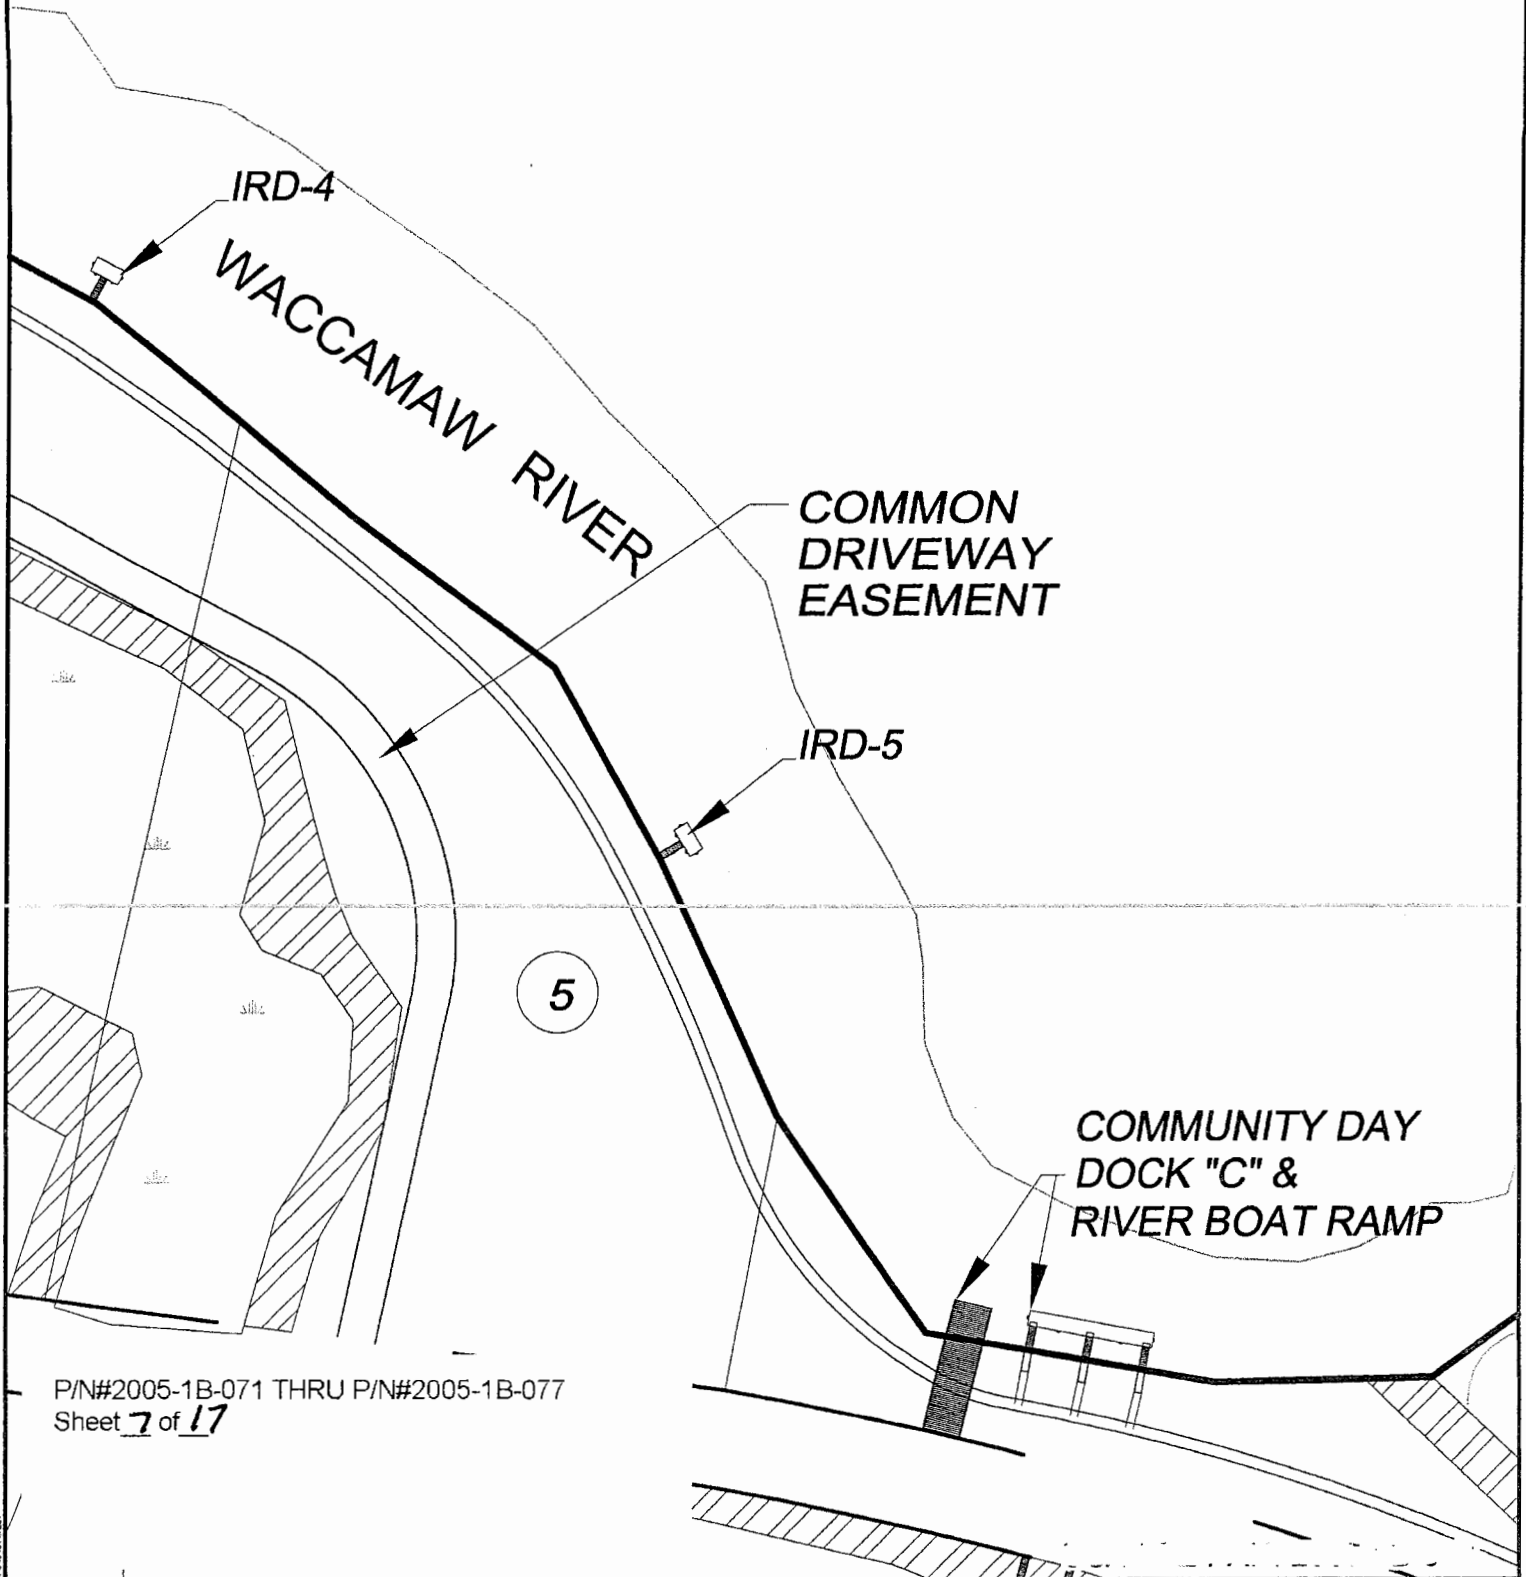 IRD-4
WACCAMAW RIVER
COMMON
DRIVEWAY
EASEMENT
IRD-5
5
COMMUNITY DAY
DOCK "C" &
RIVER BOAT RAMP
P/N#2005-1B-071 THRU P/N#2005-1B-077
Sheet 7 of 17